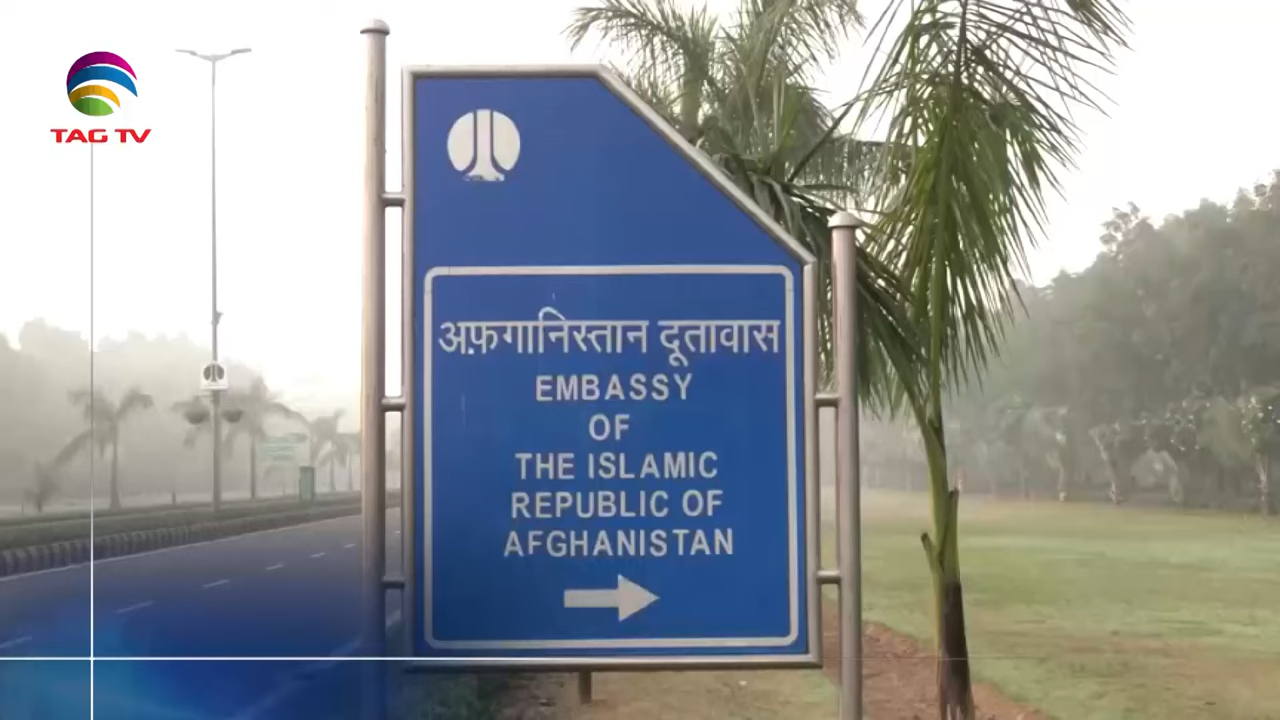 TAG TV
अफ़गानिस्तान दूतावास
EMBASSY
OF
THE ISLAMIC
REPUBLIC OF
AFGHANISTAN